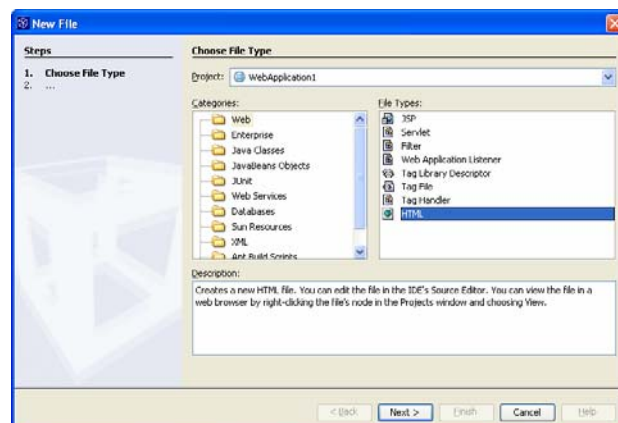 New File
Steps
1. Choose File Type
2. ...
Choose File Type
Project: WebApplication1
Categories:
Web
Enterprise
Java Classes
JavaBeans Objects
JUnit
Web Services
Databases
Sun Resources
XML
Ant Build Scripts
File Types:
JSP
Servlet
Filter
Web Application Listener
Tag Library Descriptor
Tag File
Tag Handler
HTML
Description:
Creates a new HTML file. You can edit the file in the IDE's Source Editor. You can view the file in a
web browser by right-clicking the file's node in the Projects window and choosing View.
< Back Next > Finish Cancel Help